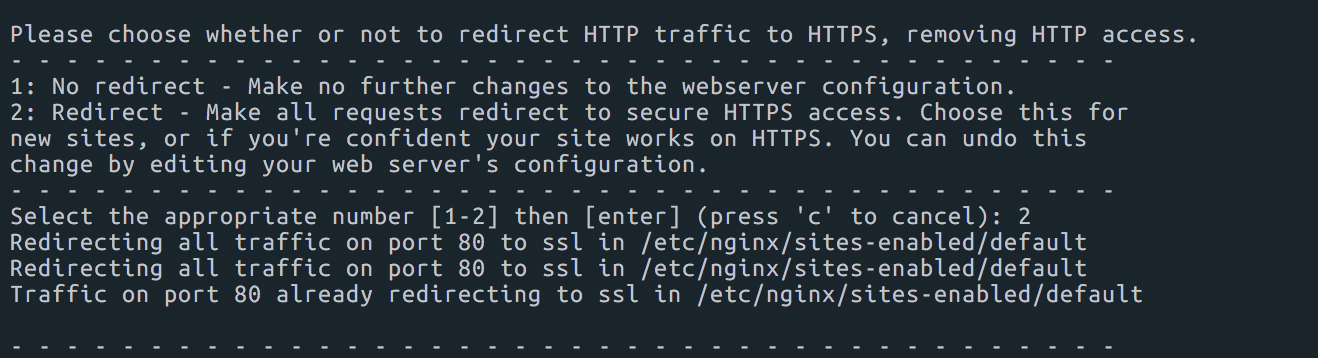 Please choose whether or not to redirect HTTP traffic to HTTPS, removing HTTP access.
- - - - - - - - - - - - - - - - - - - - - - - - - - - - - - - - - - - - - - - -
1: No redirect - Make no further changes to the webserver configuration.
2: Redirect - Make all requests redirect to secure HTTPS access. Choose this for
new sites, or if you're confident your site works on HTTPS. You can undo this
change by editing your web server's configuration.
- - - - - - - - - - - - - - - - - - - - - - - - - - - - - - - - - - - - - - - -
Select the appropriate number [1-2] then [enter] (press 'c' to cancel): 2
Redirecting all traffic on port 80 to ssl in /etc/nginx/sites-enabled/default
Redirecting all traffic on port 80 to ssl in /etc/nginx/sites-enabled/default
Traffic on port 80 already redirecting to ssl in /etc/nginx/sites-enabled/default
- - - - - - - - - - - - - - - - - - - - - - - - - - - - - - - - - - - - - - - -